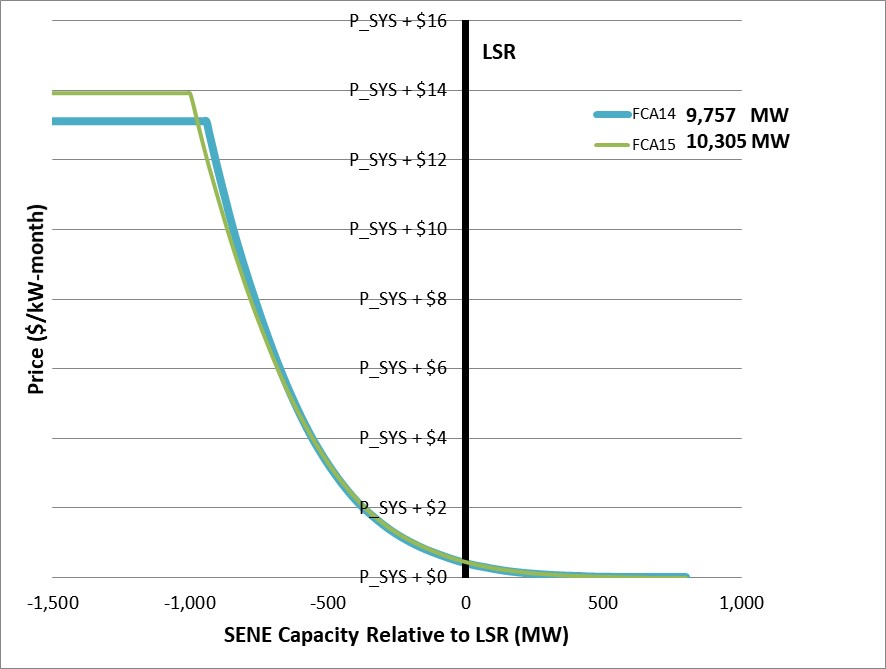 P_SYS + $16
LSR
P_SYS + $14
FCA14 9,757 MW
FCA15 10,305 MW
P_SYS + $12
P_SYS + $10
P_SYS + $8
P_SYS + $6
P_SYS + $4
P_SYS + $2
P_SYS + $0
Price ($/kW-month)
-1,500 -1,000 -500 0 500 1,000
SENE Capacity Relative to LSR (MW)